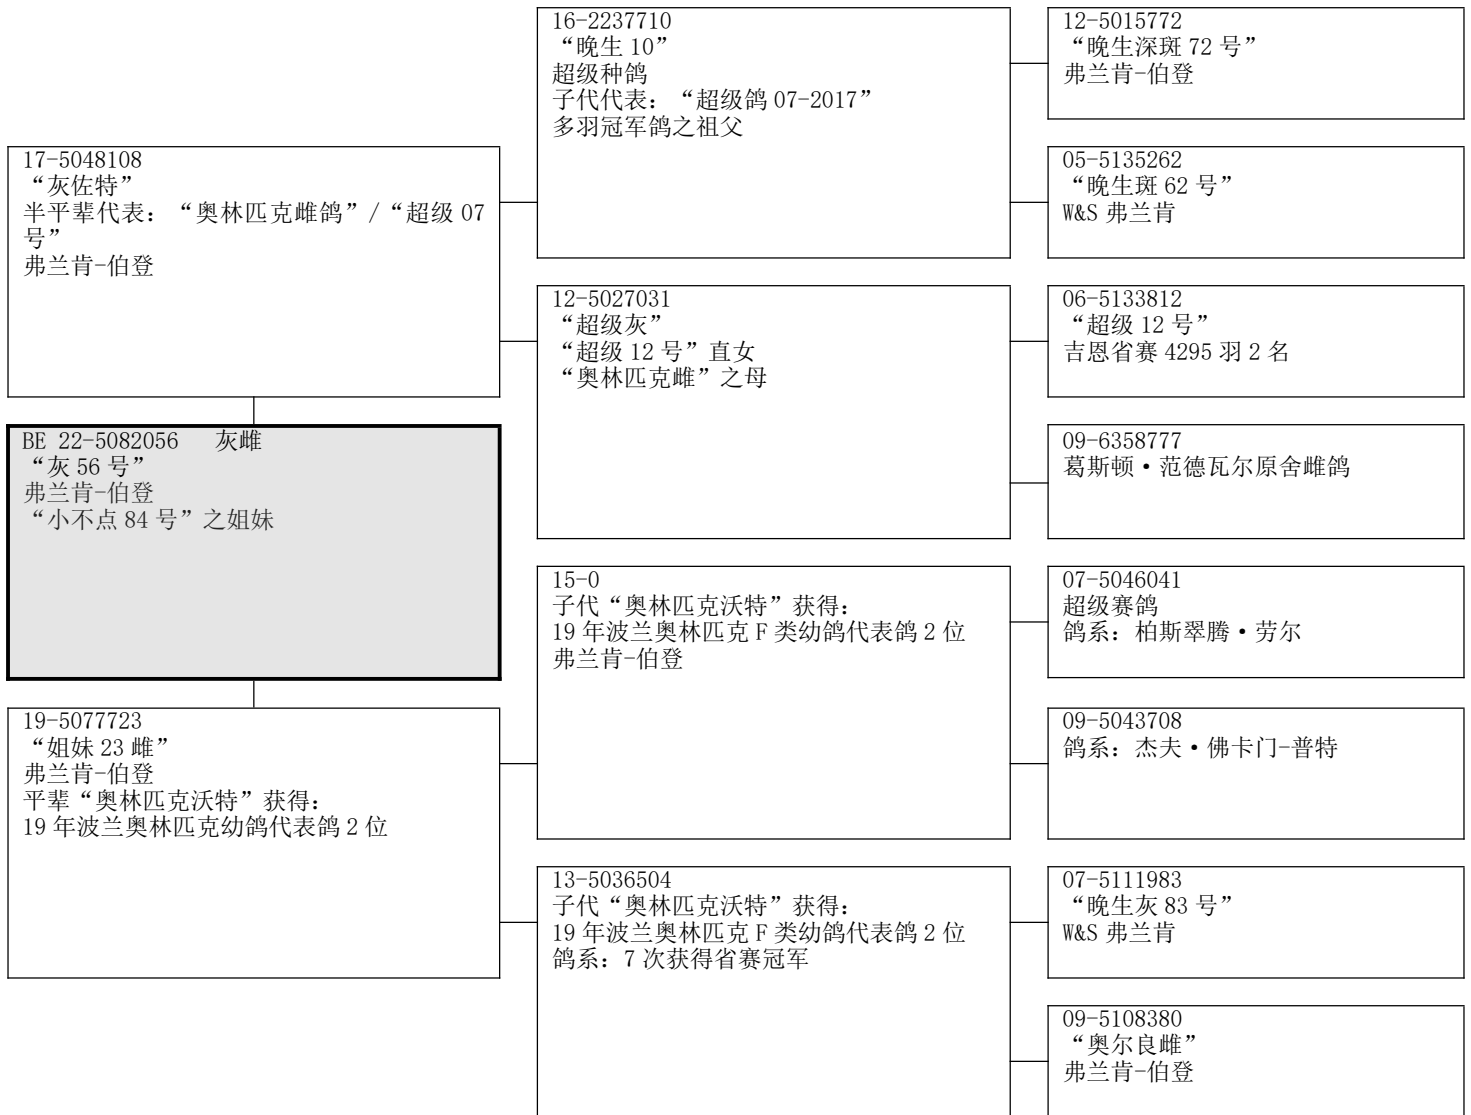 16-2237710
“晚生 10”
超级种鸽
子代代表：“超级鸽 07-2017”
多羽冠军鸽之祖父
12-5015772
“晚生深斑 72 号”
弗兰肯-伯登
17-5048108
“灰佐特”
半平辈代表：“奥林匹克雌鸽”/“超级 07
号”
弗兰肯-伯登
05-5135262
“晚生斑 62 号”
W&S 弗兰肯
12-5027031
“超级灰”
“超级 12 号”直女
“奥林匹克雌”之母
06-5133812
“超级 12 号”
吉恩省赛 4295 羽 2 名
BE 22-5082056 灰雌
“灰 56 号”
弗兰肯-伯登
“小不点 84 号”之姐妹
09-6358777
葛斯顿·范德瓦尔原舍雌鸽
15-0
子代“奥林匹克沃特”获得：
19 年波兰奥林匹克 F 类幼鸽代表鸽 2 位
弗兰肯-伯登
07-5046041
超级赛鸽
鸽系：柏斯翠腾·劳尔
19-5077723
“姐妹 23 雌”
弗兰肯-伯登
平辈“奥林匹克沃特”获得：
19 年波兰奥林匹克幼鸽代表鸽 2 位
09-5043708
鸽系：杰夫·佛卡门-普特
13-5036504
子代“奥林匹克沃特”获得：
19 年波兰奥林匹克 F 类幼鸽代表鸽 2 位
鸽系：7 次获得省赛冠军
07-5111983
“晚生灰 83 号”
W&S 弗兰肯
09-5108380
“奥尔良雌”
弗兰肯-伯登